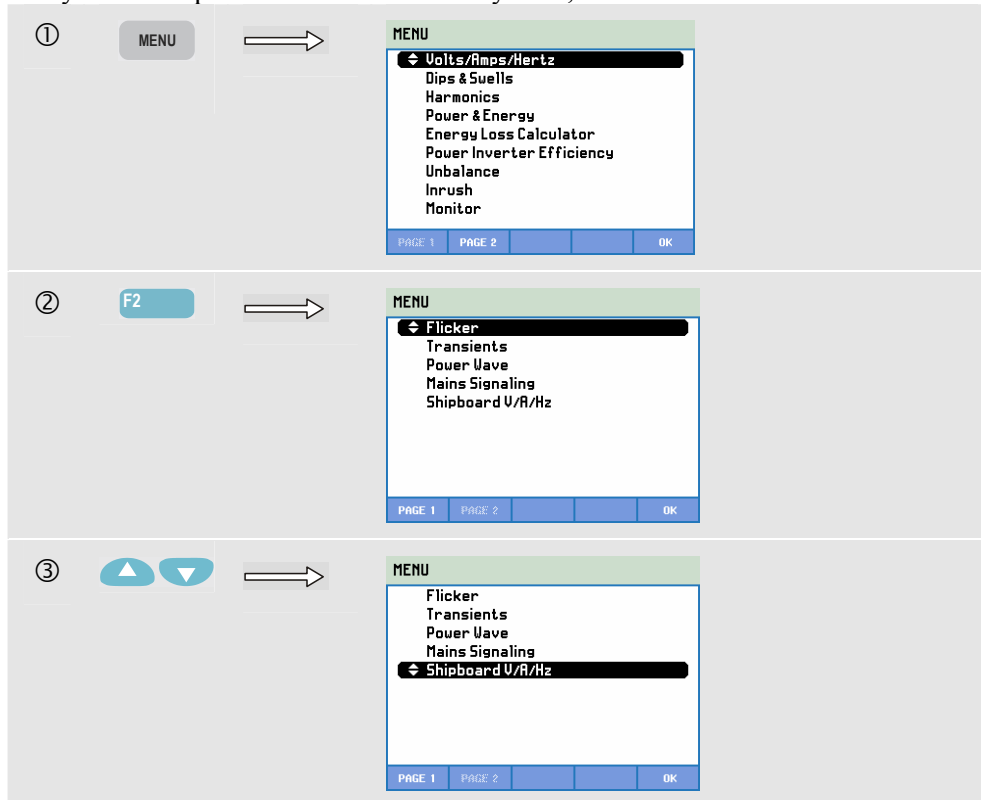 ①
MENU
MENU
Volts/Amps/Hertz
Dips & Swells
Harmonics
Power & Energy
Energy Loss Calculator
Power Inverter Efficiency
Unbalance
Inrush
Monitor
PAGE 1 PAGE 2 OK
②
F2
MENU
Flicker
Transients
Power Wave
Mains Signaling
Shipboard V/A/Hz
PAGE 1 PAGE 2 OK
③
MENU
Flicker
Transients
Power Wave
Mains Signaling
Shipboard V/A/Hz
PAGE 1 PAGE 2 OK